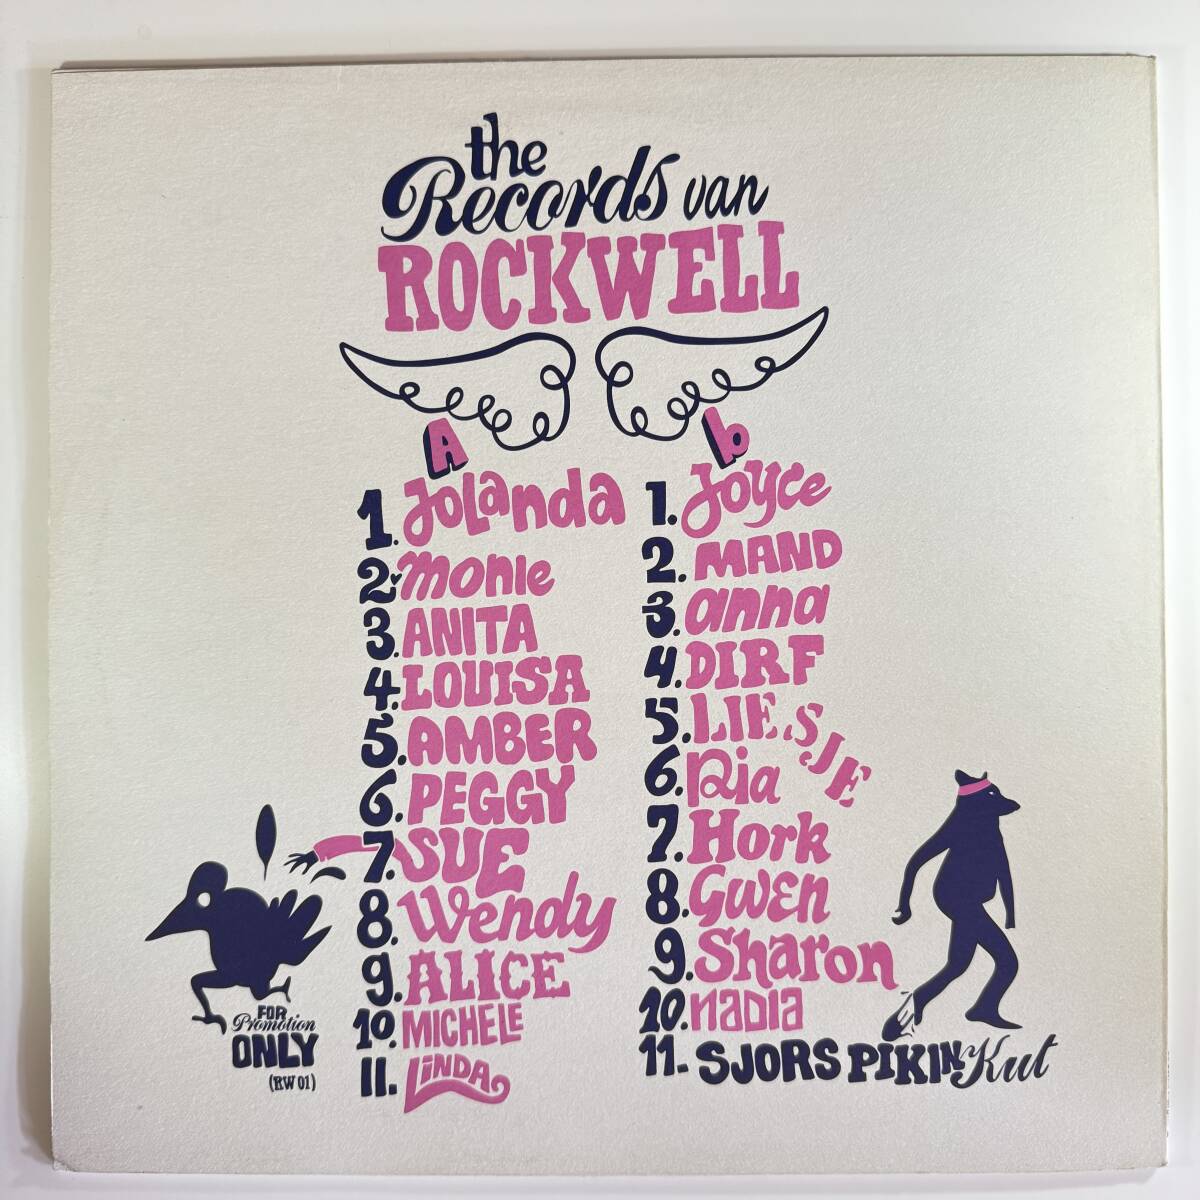 the
Records van
ROCKWELL
A
1. Jolanda
2. Monie
3. ANITA
4. LOUISA
5. AMBER
6. PEGGY
7. SUE
8. Wendy
9. ALICE
10. MICHELE
11. LiNDA
b
1. Joyce
2. MAND
3. anna
4. DIRF
5. LIESJE
6. Ria
7. Hork
8. GWEn
9. Sharon
10. naDIa
11. SJORS PIKIN Kut
FOR
Promotion
ONLY
(RW 01)